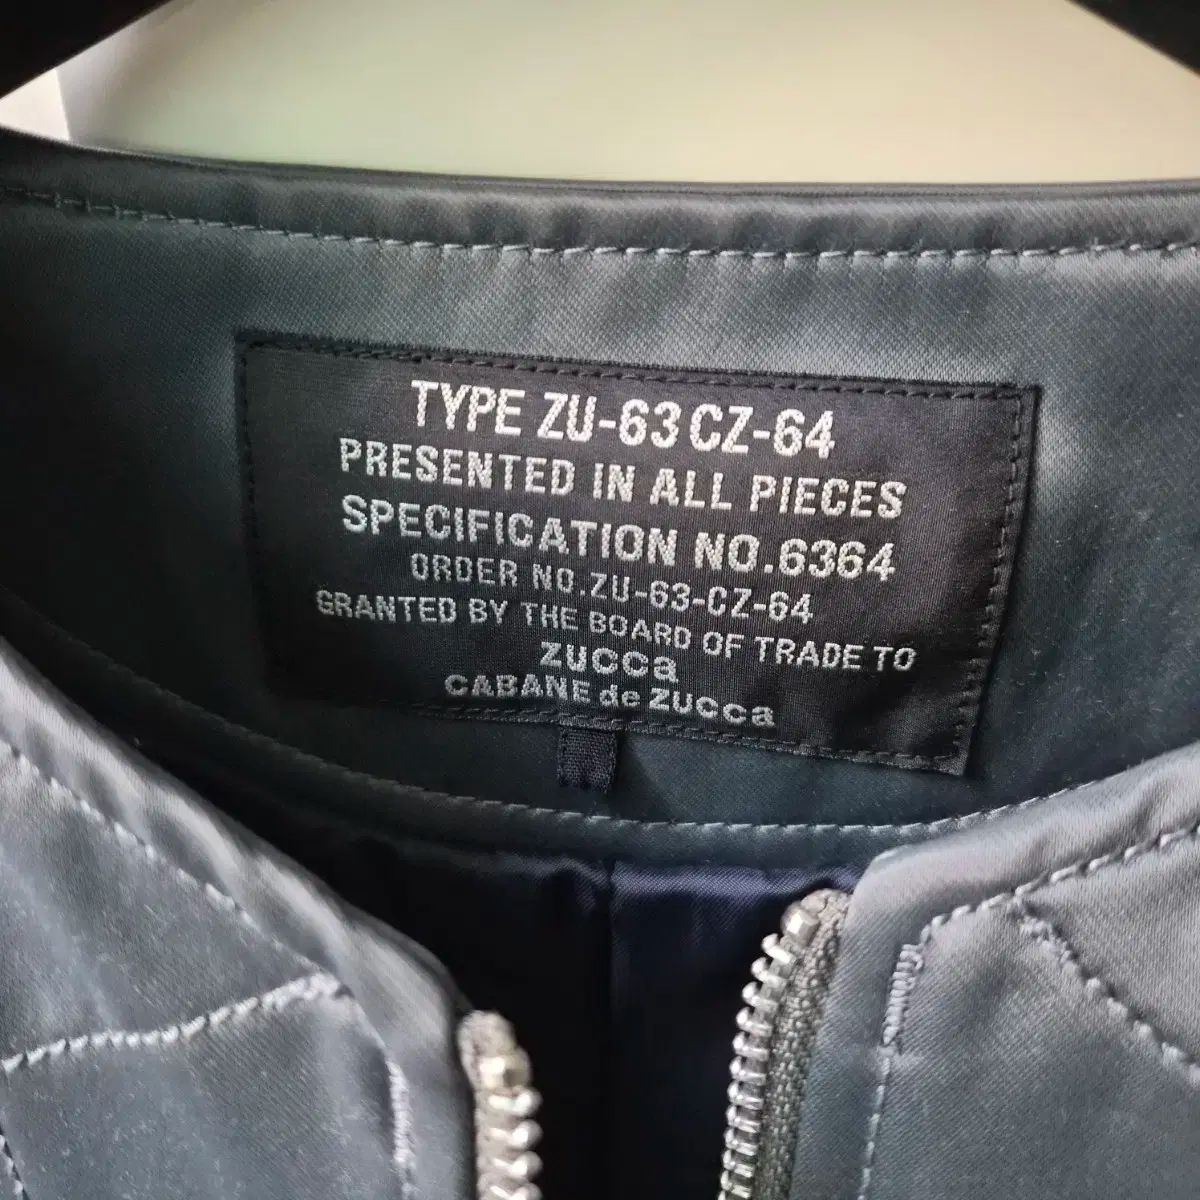 TYPE ZU-63 CZ-64
PRESENTED IN ALL PIECES
SPECIFICATION NO.6364
ORDER NO.ZU-63-CZ-64
GRANTED BY THE BOARD OF TRADE TO
ZUCCa
CABANE de ZUCCa